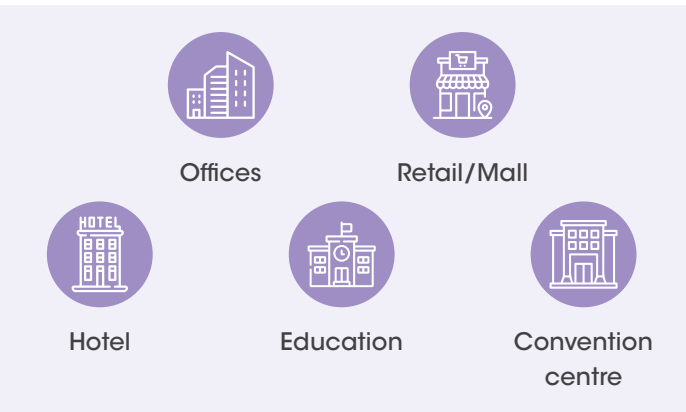 Offices
Retail/Mall
HOTEL
Hotel
Education
Convention
centre